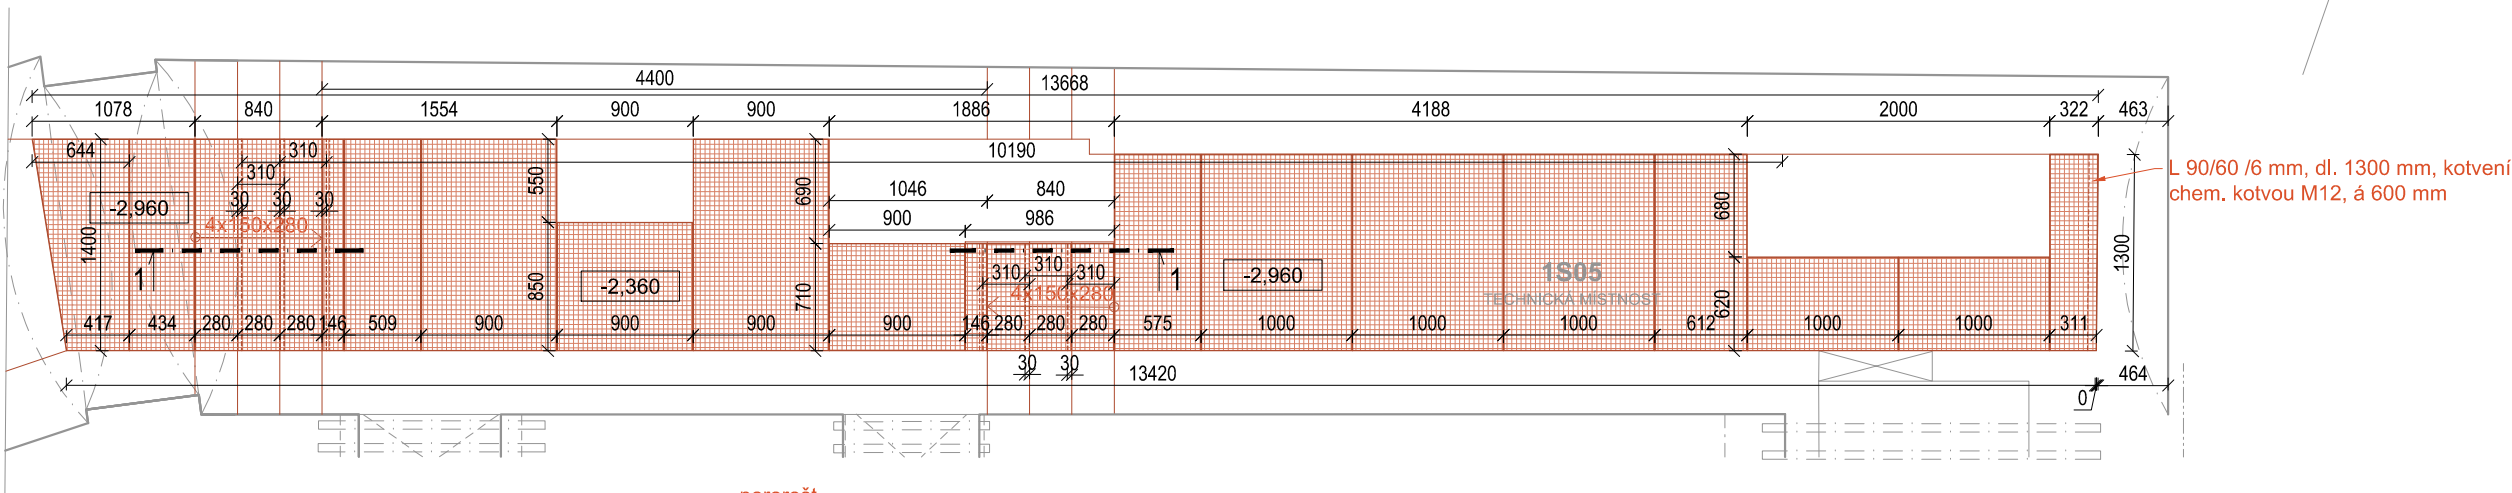 4400
13668
1078 840 1554 900 900 1886 4188 2000 322 463
644 310 10190
310
550 690 1046 840 680
L 90/60 /6 mm, dl. 1300 mm, kotvení
chem. kotvou M12, á 600 mm
-2,960 30 30 30
4x150x280
900 986
1400 1300
1 -2,360 310 310 310 1 -2,960 1S05
4x150x280 TECHNICKÁ MÍSTNOST
850 710 620
417 434 280 280 280 146 509 900 900 900 900 146 280 280 280 575 1000 1000 1000 612 1000 1000 311
30 30
13420 464
0